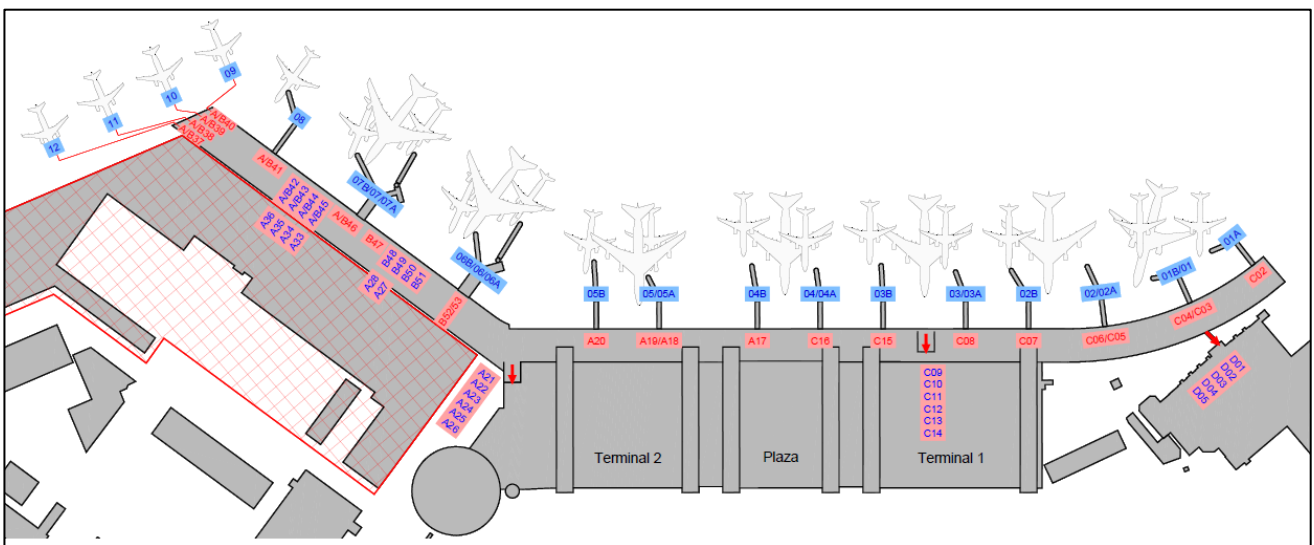 09
10
11
12
08
A/B40
A/B39
A/B38
A/B37
A/B41
07B/07/07A
A/B42
A/B43
A/B44
A/B45
A/B46
A36
A35
A34
A33
06B/06/06A
B47
B48
B49
B50
B51
A28
A27
B52/53
05B
05/05A
04B
04/04A
03B
03/03A
02B
02/02A
01B/01
01A
A20
A19/A18
A17
C16
C15
C08
C07
C06/C05
C04/C03
C02
A21
A22
A23
A24
A25
A26
C09
C10
C11
C12
C13
C14
D01
D02
D03
D04
D05
Terminal 2
Plaza
Terminal 1